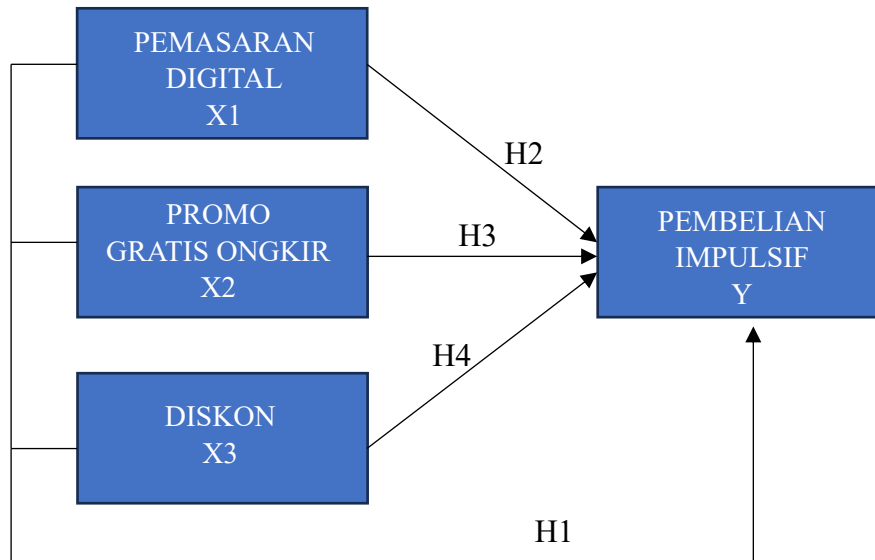 PEMASARAN
DIGITAL
X1
H2
PROMO
GRATIS ONGKIR
X2
H3
PEMBELIAN
IMPULSIF
Y
H4
DISKON
X3
H1